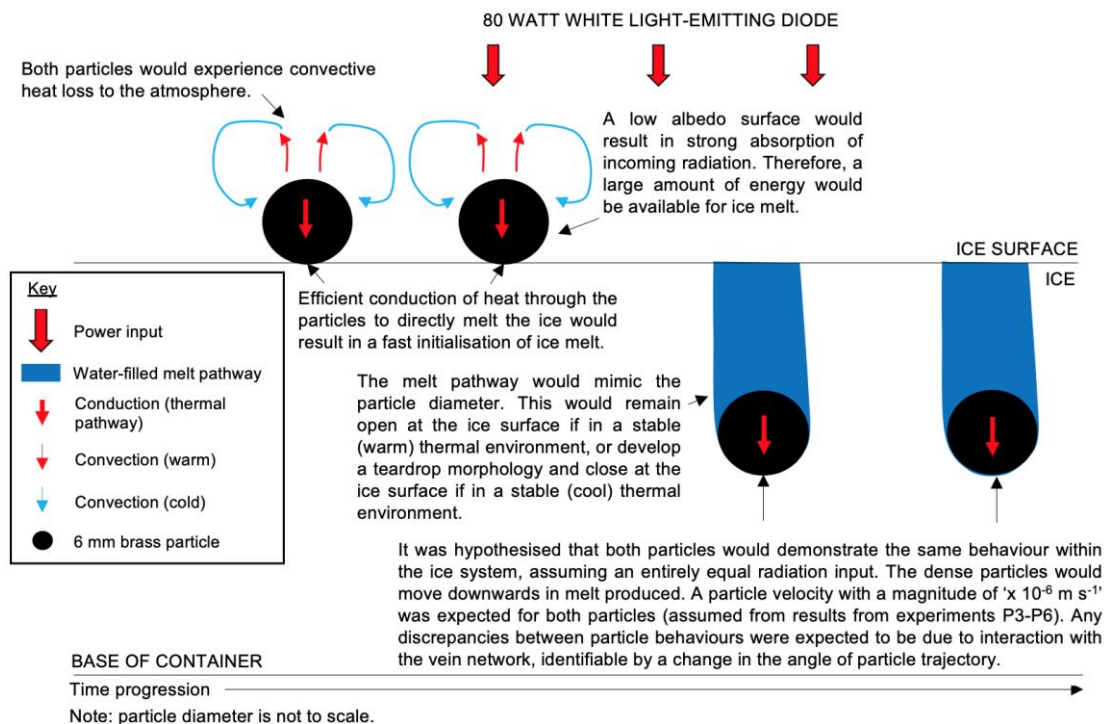 80 WATT WHITE LIGHT-EMITTING DIODE
Both particles would experience convective
heat loss to the atmosphere.
A low albedo surface would
result in strong absorption of
incoming radiation. Therefore, a
large amount of energy would
be available for ice melt.
ICE SURFACE
ICE
Key
Power input
Water-filled melt pathway
Conduction (thermal
pathway)
Convection (warm)
Convection (cold)
6 mm brass particle
Efficient conduction of heat through the
particles to directly melt the ice would
result in a fast initialisation of ice melt.
The melt pathway would mimic the
particle diameter. This would remain
open at the ice surface if in a stable
(warm) thermal environment, or develop
a teardrop morphology and close at the
ice surface if in a stable (cool) thermal
environment.
It was hypothesised that both particles would demonstrate the same behaviour within
the ice system, assuming an entirely equal radiation input. The dense particles would
move downwards in melt produced. A particle velocity with a magnitude of ‘x 10⁻⁶ m s⁻¹’
was expected for both particles (assumed from results from experiments P3-P6). Any
discrepancies between particle behaviours were expected to be due to interaction with
the vein network, identifiable by a change in the angle of particle trajectory.
BASE OF CONTAINER
Time progression
Note: particle diameter is not to scale.